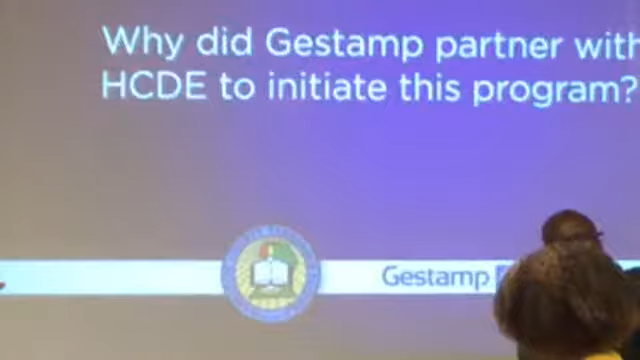 Why did Gestamp partner with
HCDE to initiate this program?
Gestamp